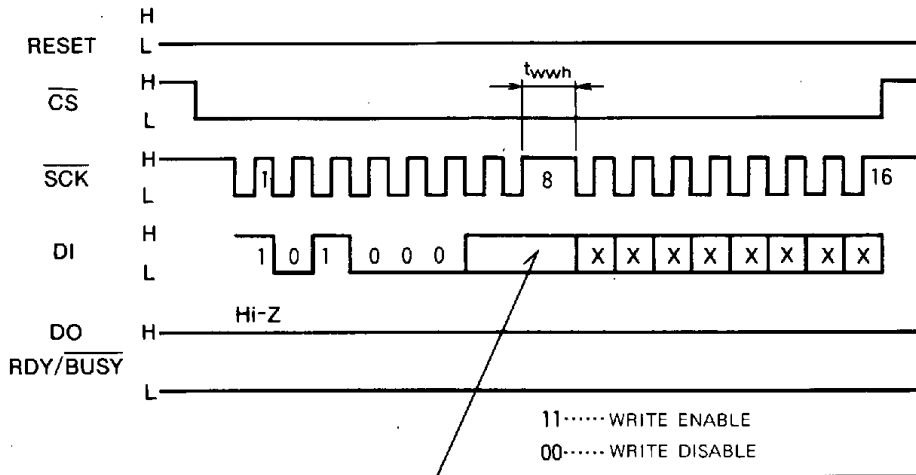 H
RESET L
CS H
L
twwh
SCK H
L
1 8 16
DI H
L
1 0 1 0 0 0 X X X X X X X X
Hi-Z
DO H
RDY/BUSY
L
11······ WRITE ENABLE
00······ WRITE DISABLE